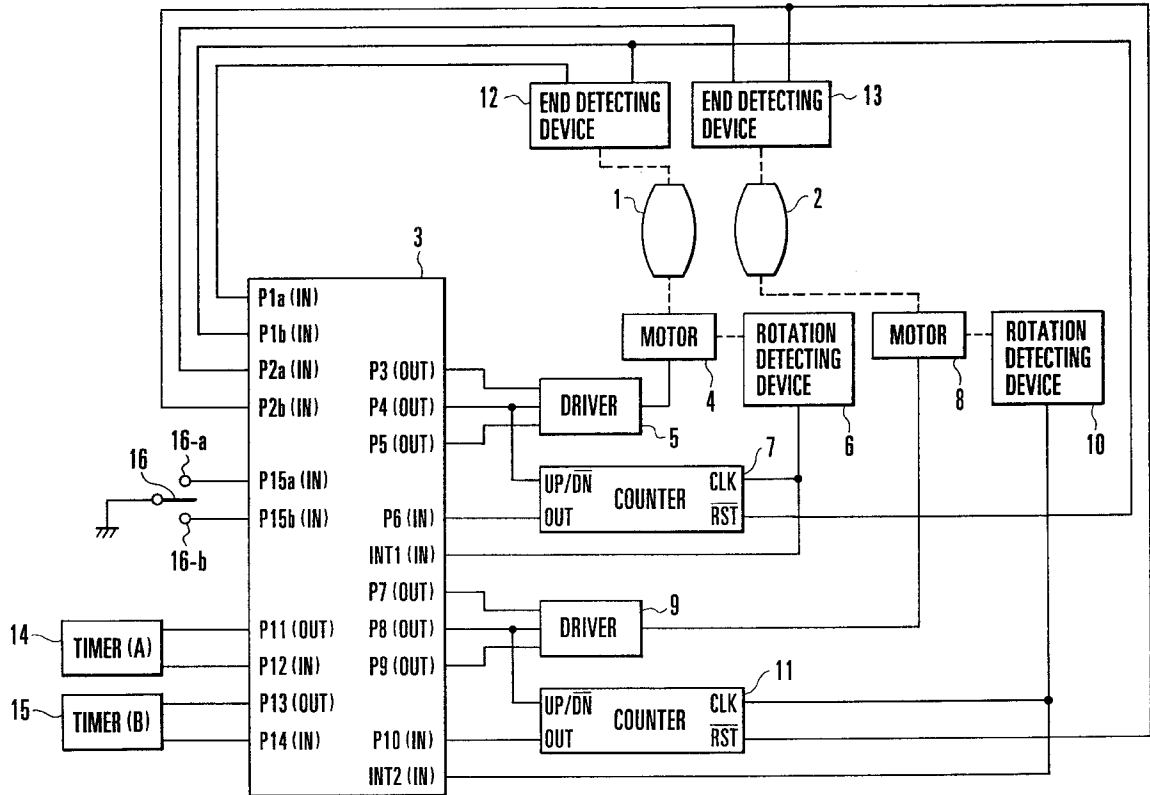 12
END DETECTING
DEVICE
END DETECTING
DEVICE
13
1
2
3
P1a (IN)
P1b (IN)
P2a (IN)
P2b (IN)
P3 (OUT)
P4 (OUT)
P5 (OUT)
DRIVER
5
MOTOR
4
ROTATION
DETECTING
DEVICE
6
MOTOR
8
ROTATION
DETECTING
DEVICE
10
16
16-a
16-b
P15a (IN)
P15b (IN)
P6 (IN)
INT1 (IN)
7
UP/D̅N̅
CLK
COUNTER
OUT
R̅S̅T̅
P7 (OUT)
P8 (OUT)
P9 (OUT)
DRIVER
9
14
TIMER (A)
P11 (OUT)
P12 (IN)
15
TIMER (B)
P13 (OUT)
P14 (IN)
P10 (IN)
INT2 (IN)
11
UP/D̅N̅
CLK
COUNTER
OUT
R̅S̅T̅